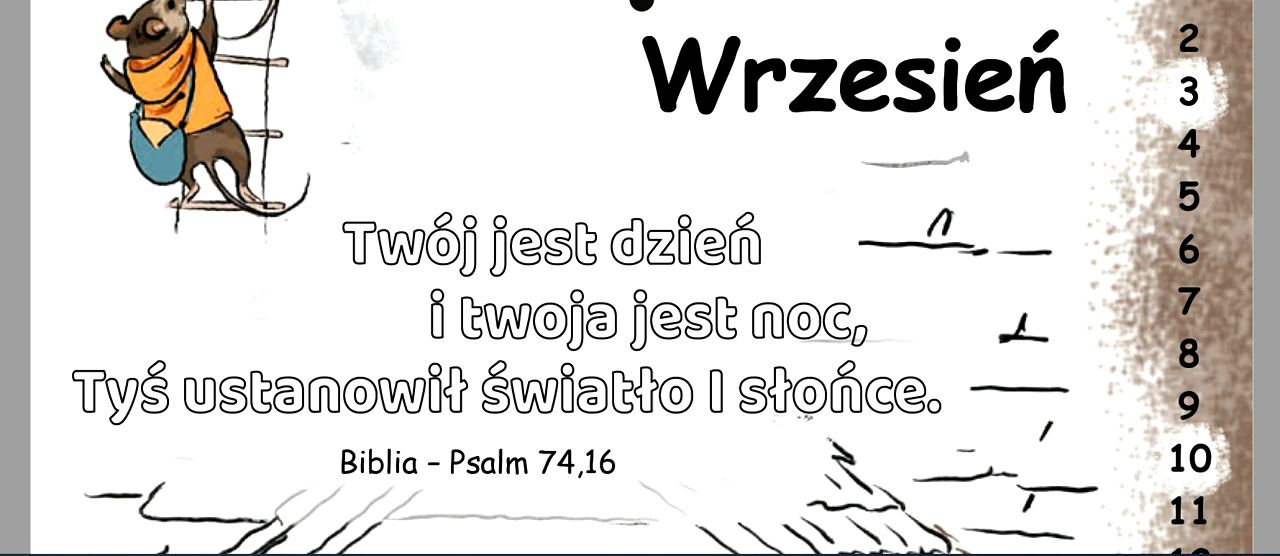 Wrzesień
Twój jest dzień
i twoja jest noc,
Tyś ustanowił światło I słońce.
Biblia – Psalm 74,16
2
3
4
5
6
7
8
9
10
11